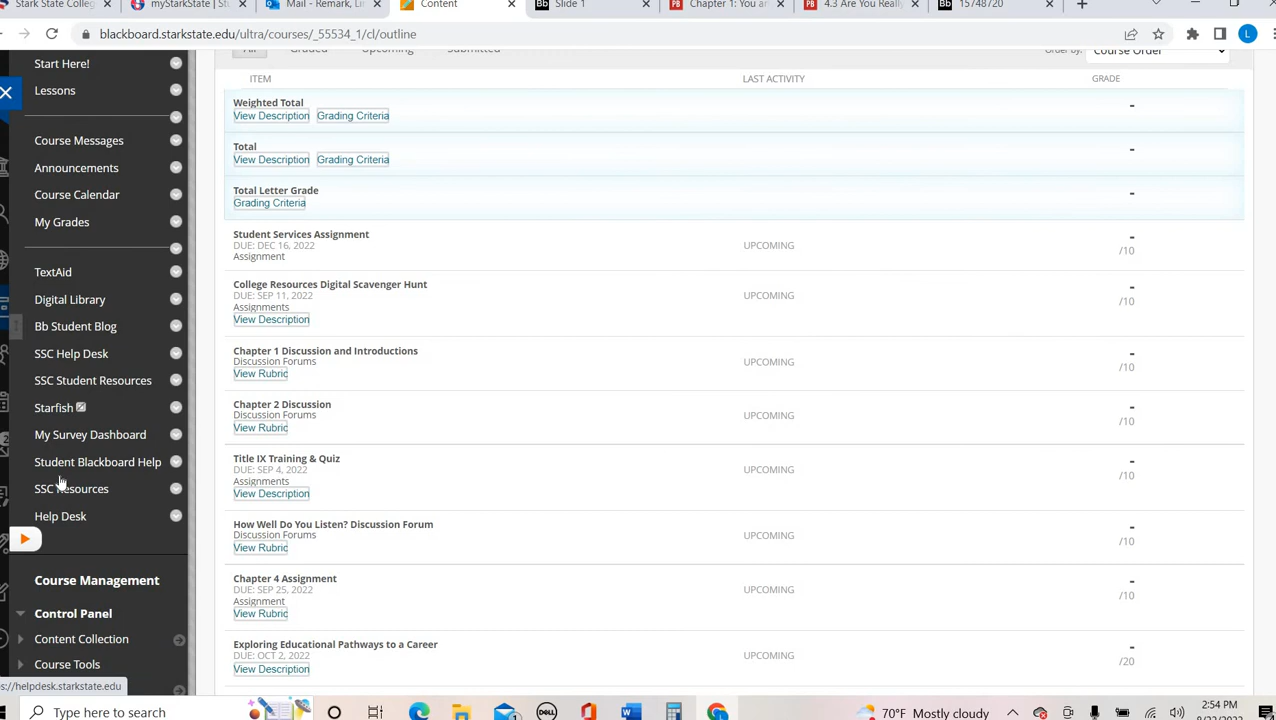 Stark State Colleg
myStarkState | Stu
Mail - Remark, Lin
Content
Slide 1
Chapter 1: You an
4.3 Are You Really
15748720
blackboard.starkstate.edu/ultra/courses/_55534_1/cl/outline
L
All Graded Upcoming Submitted
Order by: Course Order
ITEM LAST ACTIVITY GRADE
Start Here!
Lessons
Course Messages
Announcements
Course Calendar
My Grades
TextAid
Digital Library
Bb Student Blog
SSC Help Desk
SSC Student Resources
Starfish
My Survey Dashboard
Student Blackboard Help
SSC Resources
Help Desk
Course Management
Control Panel
Content Collection
Course Tools
s://helpdesk.starkstate.edu
Weighted Total -
View Description Grading Criteria
Total -
View Description Grading Criteria
Total Letter Grade -
Grading Criteria
Student Services Assignment -
DUE: DEC 16, 2022 UPCOMING /10
Assignment
College Resources Digital Scavenger Hunt -
DUE: SEP 11, 2022 UPCOMING /10
Assignments
View Description
Chapter 1 Discussion and Introductions -
Discussion Forums UPCOMING /10
View Rubric
Chapter 2 Discussion -
Discussion Forums UPCOMING /10
View Rubric
Title IX Training & Quiz -
DUE: SEP 4, 2022 UPCOMING /10
Assignments
View Description
How Well Do You Listen? Discussion Forum -
Discussion Forums UPCOMING /10
View Rubric
Chapter 4 Assignment -
DUE: SEP 25, 2022 UPCOMING /10
Assignment
View Rubric
Exploring Educational Pathways to a Career -
DUE: OCT 2, 2022 UPCOMING /20
View Description
Type here to search
70°F Mostly cloudy
2:54 PM